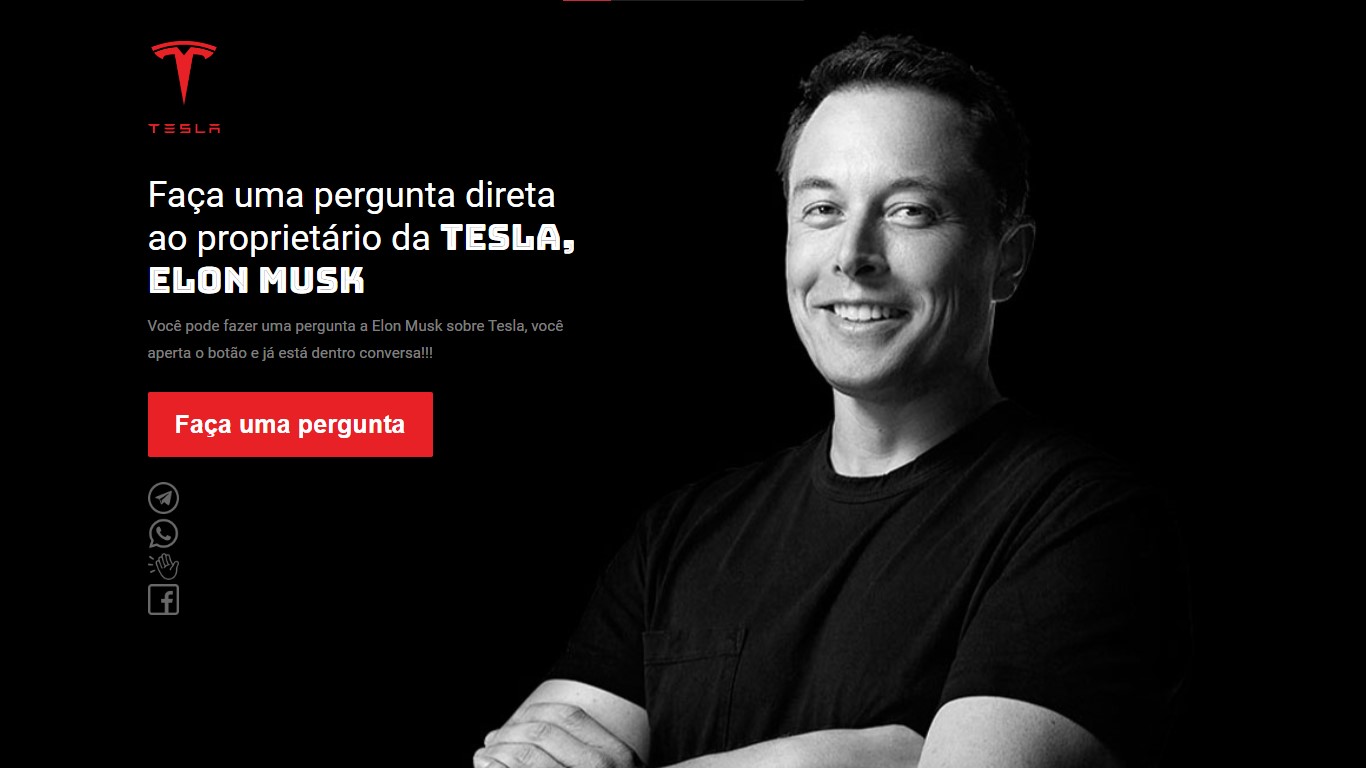 TESLA
Faça uma pergunta direta
ao proprietário da TESLA,
ELON MUSK
Você pode fazer uma pergunta a Elon Musk sobre Tesla, você
aperta o botão e já está dentro conversa!!!
Faça uma pergunta